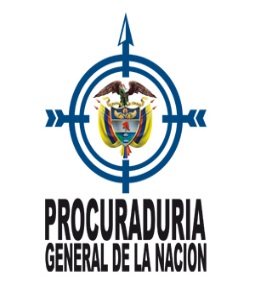 PROCURADURIA
GENERAL DE LA NACION